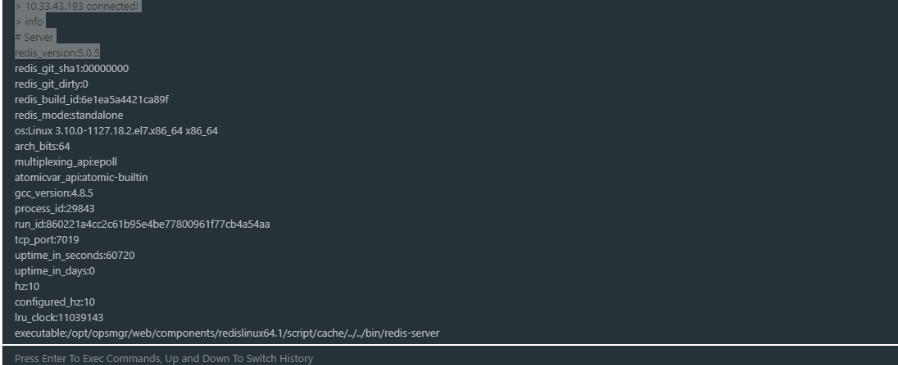 > 10.33.43.193 connected!
> info
# Server
redis_version:5.0.5
redis_git_sha1:00000000
redis_git_dirty:0
redis_build_id:6e1ea5a4421ca89f
redis_mode:standalone
os:Linux 3.10.0-1127.18.2.el7.x86_64 x86_64
arch_bits:64
multiplexing_api:epoll
atomicvar_api:atomic-builtin
gcc_version:4.8.5
process_id:29843
run_id:860221a4cc2c61b95e4be77800961f77cb4a54aa
tcp_port:7019
uptime_in_seconds:60720
uptime_in_days:0
hz:10
configured_hz:10
lru_clock:11039143
executable:/opt/opsmgr/web/components/redislinux64.1/script/cache/../../bin/redis-server
Press Enter To Exec Commands, Up and Down To Switch History